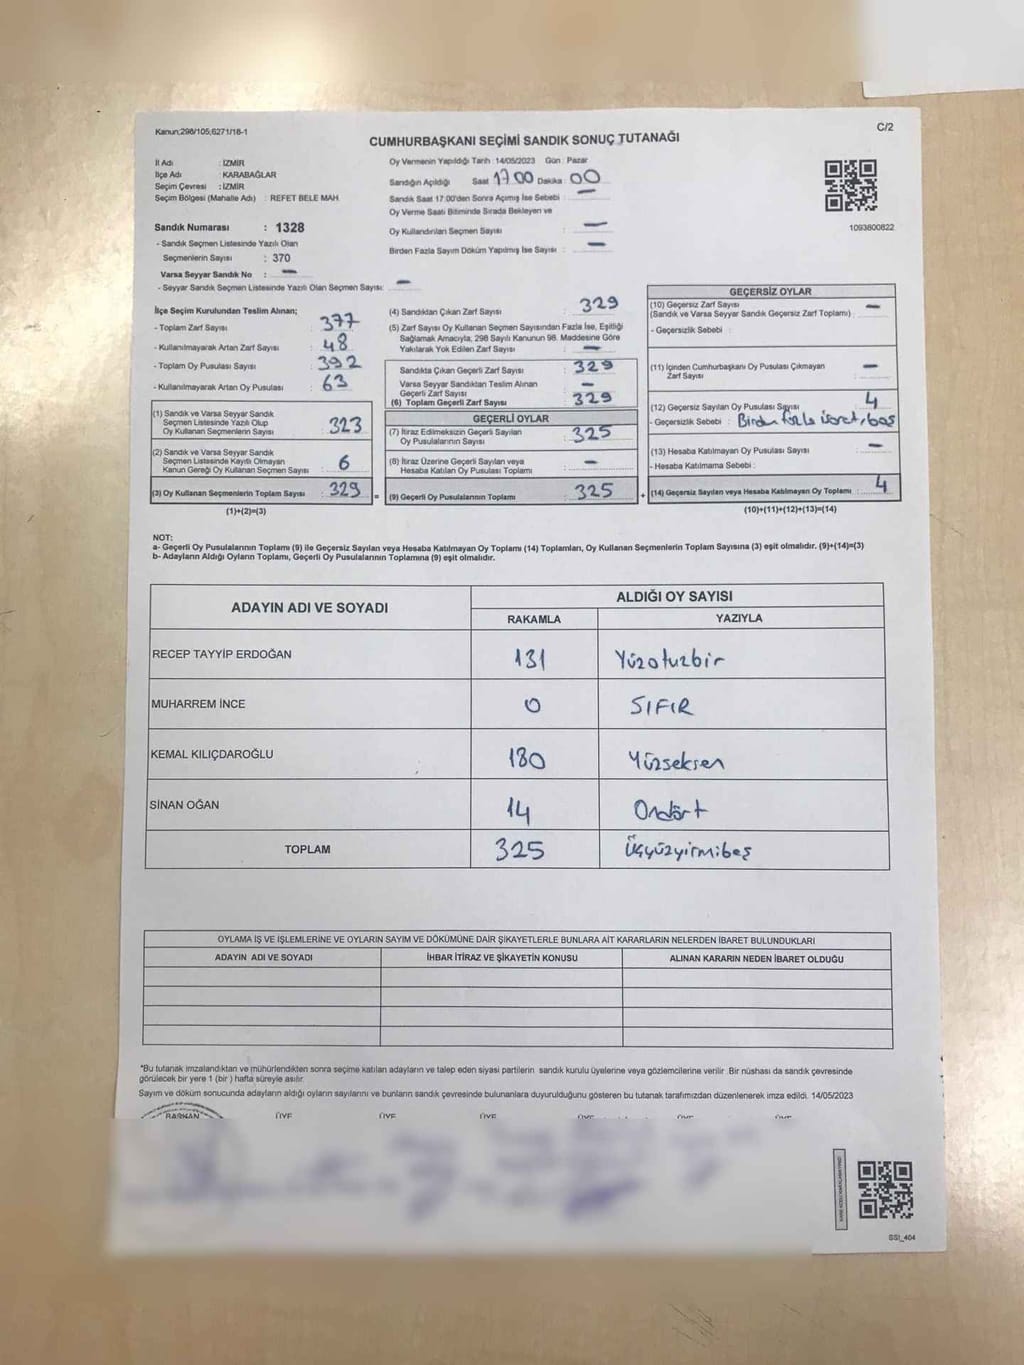 Kanun;298/105;6271/18-1
C/2
CUMHURBAŞKANI SEÇİMİ SANDIK SONUÇ TUTANAĞI
İl Adı : İZMİR
İlçe Adı : KARABAĞLAR
Seçim Çevresi : İZMİR
Seçim Bölgesi (Mahalle Adı) : REFET BELE MAH.
Sandık Numarası : 1328
- Sandık Seçmen Listesinde Yazılı Olan
Seçmenlerin Sayısı : 370
Varsa Seyyar Sandık No : —
- Seyyar Sandık Seçmen Listesinde Yazılı Olan Seçmen Sayısı: —
Oy Vermenin Yapıldığı Tarih : 14/05/2023 Gün : Pazar
Sandığın Açıldığı Saat 17.00 Dakika : 00
Sandık Saat 17:00'den Sonra Açımış İse Sebebi : —
Oy Verme Saati Bitiminde Sırada Bekleyen ve
Oy Kullandırılan Seçmen Sayısı : —
Birden Fazla Sayım Döküm Yapılmış İse Sayısı : —
1093800822
İlçe Seçim Kurulundan Teslim Alınan;
- Toplam Zarf Sayısı : 377
- Kullanılmayarak Artan Zarf Sayısı : 48
- Toplam Oy Pusulası Sayısı : 392
- Kullanılmayarak Artan Oy Pusulası : 63
(1) Sandık ve Varsa Seyyar Sandık
Seçmen Listesinde Yazılı Olup
Oy Kullanan Seçmenlerin Sayısı : 323
(2) Sandık ve Varsa Seyyar Sandık
Seçmen Listesinde Kayıtlı Olmayan
Kanun Gereği Oy Kullanan Seçmen Sayısı : 6
(3) Oy Kullanan Seçmenlerin Toplam Sayısı : 329
(1)+(2)=(3)
(4) Sandıktan Çıkan Zarf Sayısı : 329
(5) Zarf Sayısı Oy Kullanan Seçmen Sayısından Fazla İse, Eşitliği
Sağlamak Amacıyla, 298 Sayılı Kanunun 98. Maddesine Göre
Yakılarak Yok Edilen Zarf Sayısı : —
Sandıkta Çıkan Geçerli Zarf Sayısı : 329
Varsa Seyyar Sandıktan Teslim Alınan
Geçerli Zarf Sayısı : —
(6) Toplam Geçerli Zarf Sayısı : 329
GEÇERLİ OYLAR
(7) İtiraz Edilmeksizin Geçerli Sayılan
Oy Pusulalarının Sayısı : 325
(8) İtiraz Üzerine Geçerli Sayılan veya
Hesaba Katılan Oy Pusulası Toplamı : —
= (9) Geçerli Oy Pusulalarının Toplamı : 325
GEÇERSİZ OYLAR
(10) Geçersiz Zarf Sayısı
(Sandık ve Varsa Seyyar Sandık Geçersiz Zarf Toplamı) : —
- Geçersizlik Sebebi :
(11) İçinden Cumhurbaşkanı Oy Pusulası Çıkmayan
Zarf Sayısı : —
(12) Geçersiz Sayılan Oy Pusulası Sayısı : 4
- Geçersizlik Sebebi : Birden fazla işaret, boş
(13) Hesaba Katılmayan Oy Pusulası Sayısı : —
- Hesaba Katılmama Sebebi :
+ (14) Geçersiz Sayılan veya Hesaba Katılmayan Oy Toplamı : 4
(10)+(11)+(12)+(13)=(14)
NOT:
a- Geçerli Oy Pusulalarının Toplamı (9) ile Geçersiz Sayılan veya Hesaba Katılmayan Oy Toplamı (14) Toplamları, Oy Kullanan Seçmenlerin Toplam Sayısına (3) eşit olmalıdır. (9)+(14)=(3)
b- Adayların Aldığı Oyların Toplamı, Geçerli Oy Pusulalarının Toplamına (9) eşit olmalıdır.
ADAYIN ADI VE SOYADI
ALDIĞI OY SAYISI
RAKAMLA YAZIYLA
RECEP TAYYİP ERDOĞAN 131 Yüzotuzbir
MUHARREM İNCE 0 SIFIR
KEMAL KILIÇDAROĞLU 180 Yüzseksen
SİNAN OĞAN 14 Ondört
TOPLAM 325 Üçyüzyirmibeş
OYLAMA İŞ VE İŞLEMLERİNE VE OYLARIN SAYIM VE DÖKÜMÜNE DAİR ŞİKAYETLERLE BUNLARA AİT KARARLARIN NELERDEN İBARET BULUNDUKLARI
ADAYIN ADI VE SOYADI İHBAR İTİRAZ VE ŞİKAYETİN KONUSU ALINAN KARARIN NEDEN İBARET OLDUĞU
*Bu tutanak imzalandıktan ve mühürlendikten sonra seçime katılan adayların ve talep eden siyasi partilerin sandık kurulu üyelerine veya gözlemcilerine verilir. Bir nüshası da sandık çevresinde
görülecek bir yere 1 (bir ) hafta süreyle asılır.
Sayım ve döküm sonucunda adayların aldığı oyların sayılarını ve bunların sandık çevresinde bulunanlara duyurulduğunu gösteren bu tutanak tarafımızdan düzenlenerek imza edildi. 14/05/2023
BAŞKAN ÜYE ÜYE ÜYE ÜYE ÜYE ÜYE
SSI_404